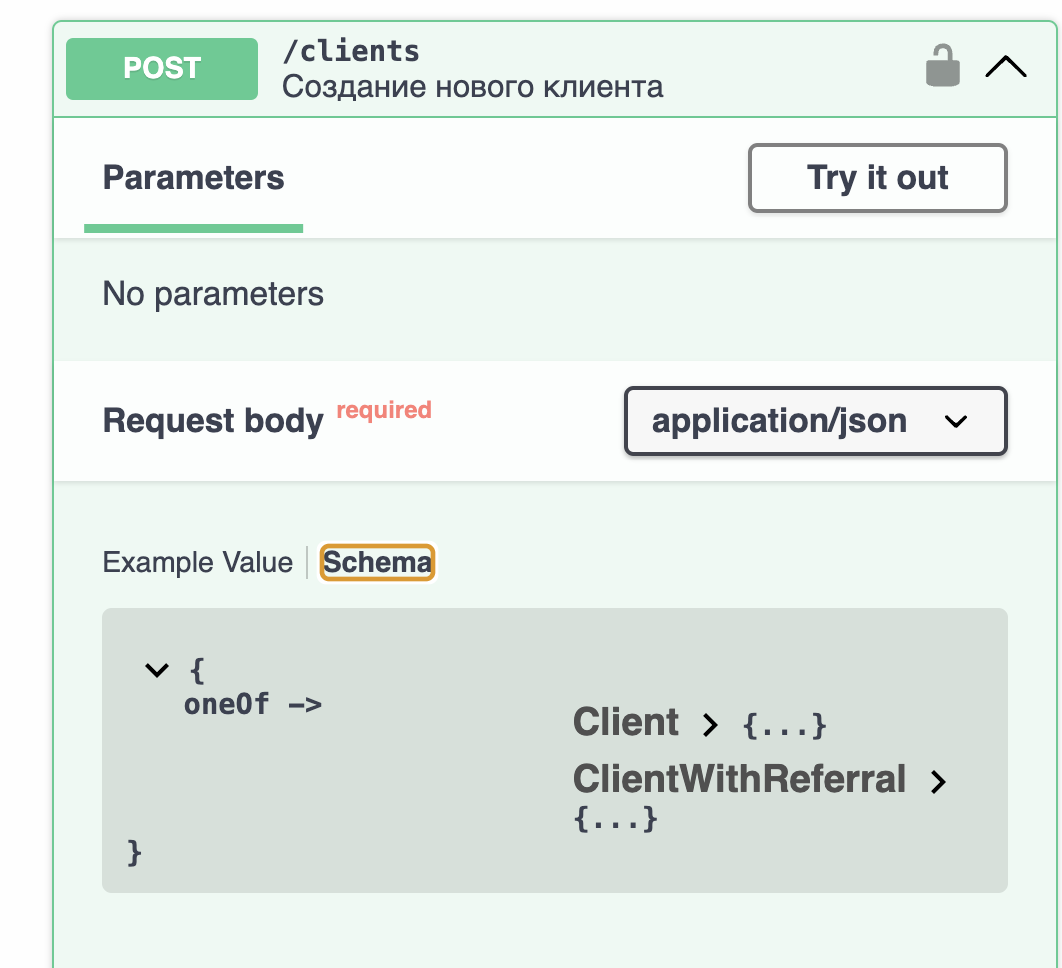 POST
/clients
Создание нового клиента
Parameters
Try it out
No parameters
Request body required
application/json
Example Value
Schema
{
oneOf ->
Client > {...}
ClientWithReferral >
{...}
}